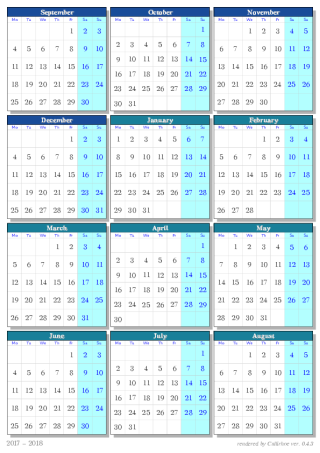 September
Mo Tu We Th Fr Sa Su
1 2 3
4 5 6 7 8 9 10
11 12 13 14 15 16 17
18 19 20 21 22 23 24
25 26 27 28 29 30
October
Mo Tu We Th Fr Sa Su
1
2 3 4 5 6 7 8
9 10 11 12 13 14 15
16 17 18 19 20 21 22
23 24 25 26 27 28 29
30 31
November
Mo Tu We Th Fr Sa Su
1 2 3 4 5
6 7 8 9 10 11 12
13 14 15 16 17 18 19
20 21 22 23 24 25 26
27 28 29 30
December
Mo Tu We Th Fr Sa Su
1 2 3
4 5 6 7 8 9 10
11 12 13 14 15 16 17
18 19 20 21 22 23 24
25 26 27 28 29 30 31
January
Mo Tu We Th Fr Sa Su
1 2 3 4 5 6 7
8 9 10 11 12 13 14
15 16 17 18 19 20 21
22 23 24 25 26 27 28
29 30 31
February
Mo Tu We Th Fr Sa Su
1 2 3 4
5 6 7 8 9 10 11
12 13 14 15 16 17 18
19 20 21 22 23 24 25
26 27 28
March
Mo Tu We Th Fr Sa Su
1 2 3 4
5 6 7 8 9 10 11
12 13 14 15 16 17 18
19 20 21 22 23 24 25
26 27 28 29 30 31
April
Mo Tu We Th Fr Sa Su
1
2 3 4 5 6 7 8
9 10 11 12 13 14 15
16 17 18 19 20 21 22
23 24 25 26 27 28 29
30
May
Mo Tu We Th Fr Sa Su
1 2 3 4 5 6
7 8 9 10 11 12 13
14 15 16 17 18 19 20
21 22 23 24 25 26 27
28 29 30 31
June
Mo Tu We Th Fr Sa Su
1 2 3
4 5 6 7 8 9 10
11 12 13 14 15 16 17
18 19 20 21 22 23 24
25 26 27 28 29 30
July
Mo Tu We Th Fr Sa Su
1
2 3 4 5 6 7 8
9 10 11 12 13 14 15
16 17 18 19 20 21 22
23 24 25 26 27 28 29
30 31
August
Mo Tu We Th Fr Sa Su
1 2 3 4 5
6 7 8 9 10 11 12
13 14 15 16 17 18 19
20 21 22 23 24 25 26
27 28 29 30 31
2017 – 2018
rendered by Calirhoe ver. 0.4.3